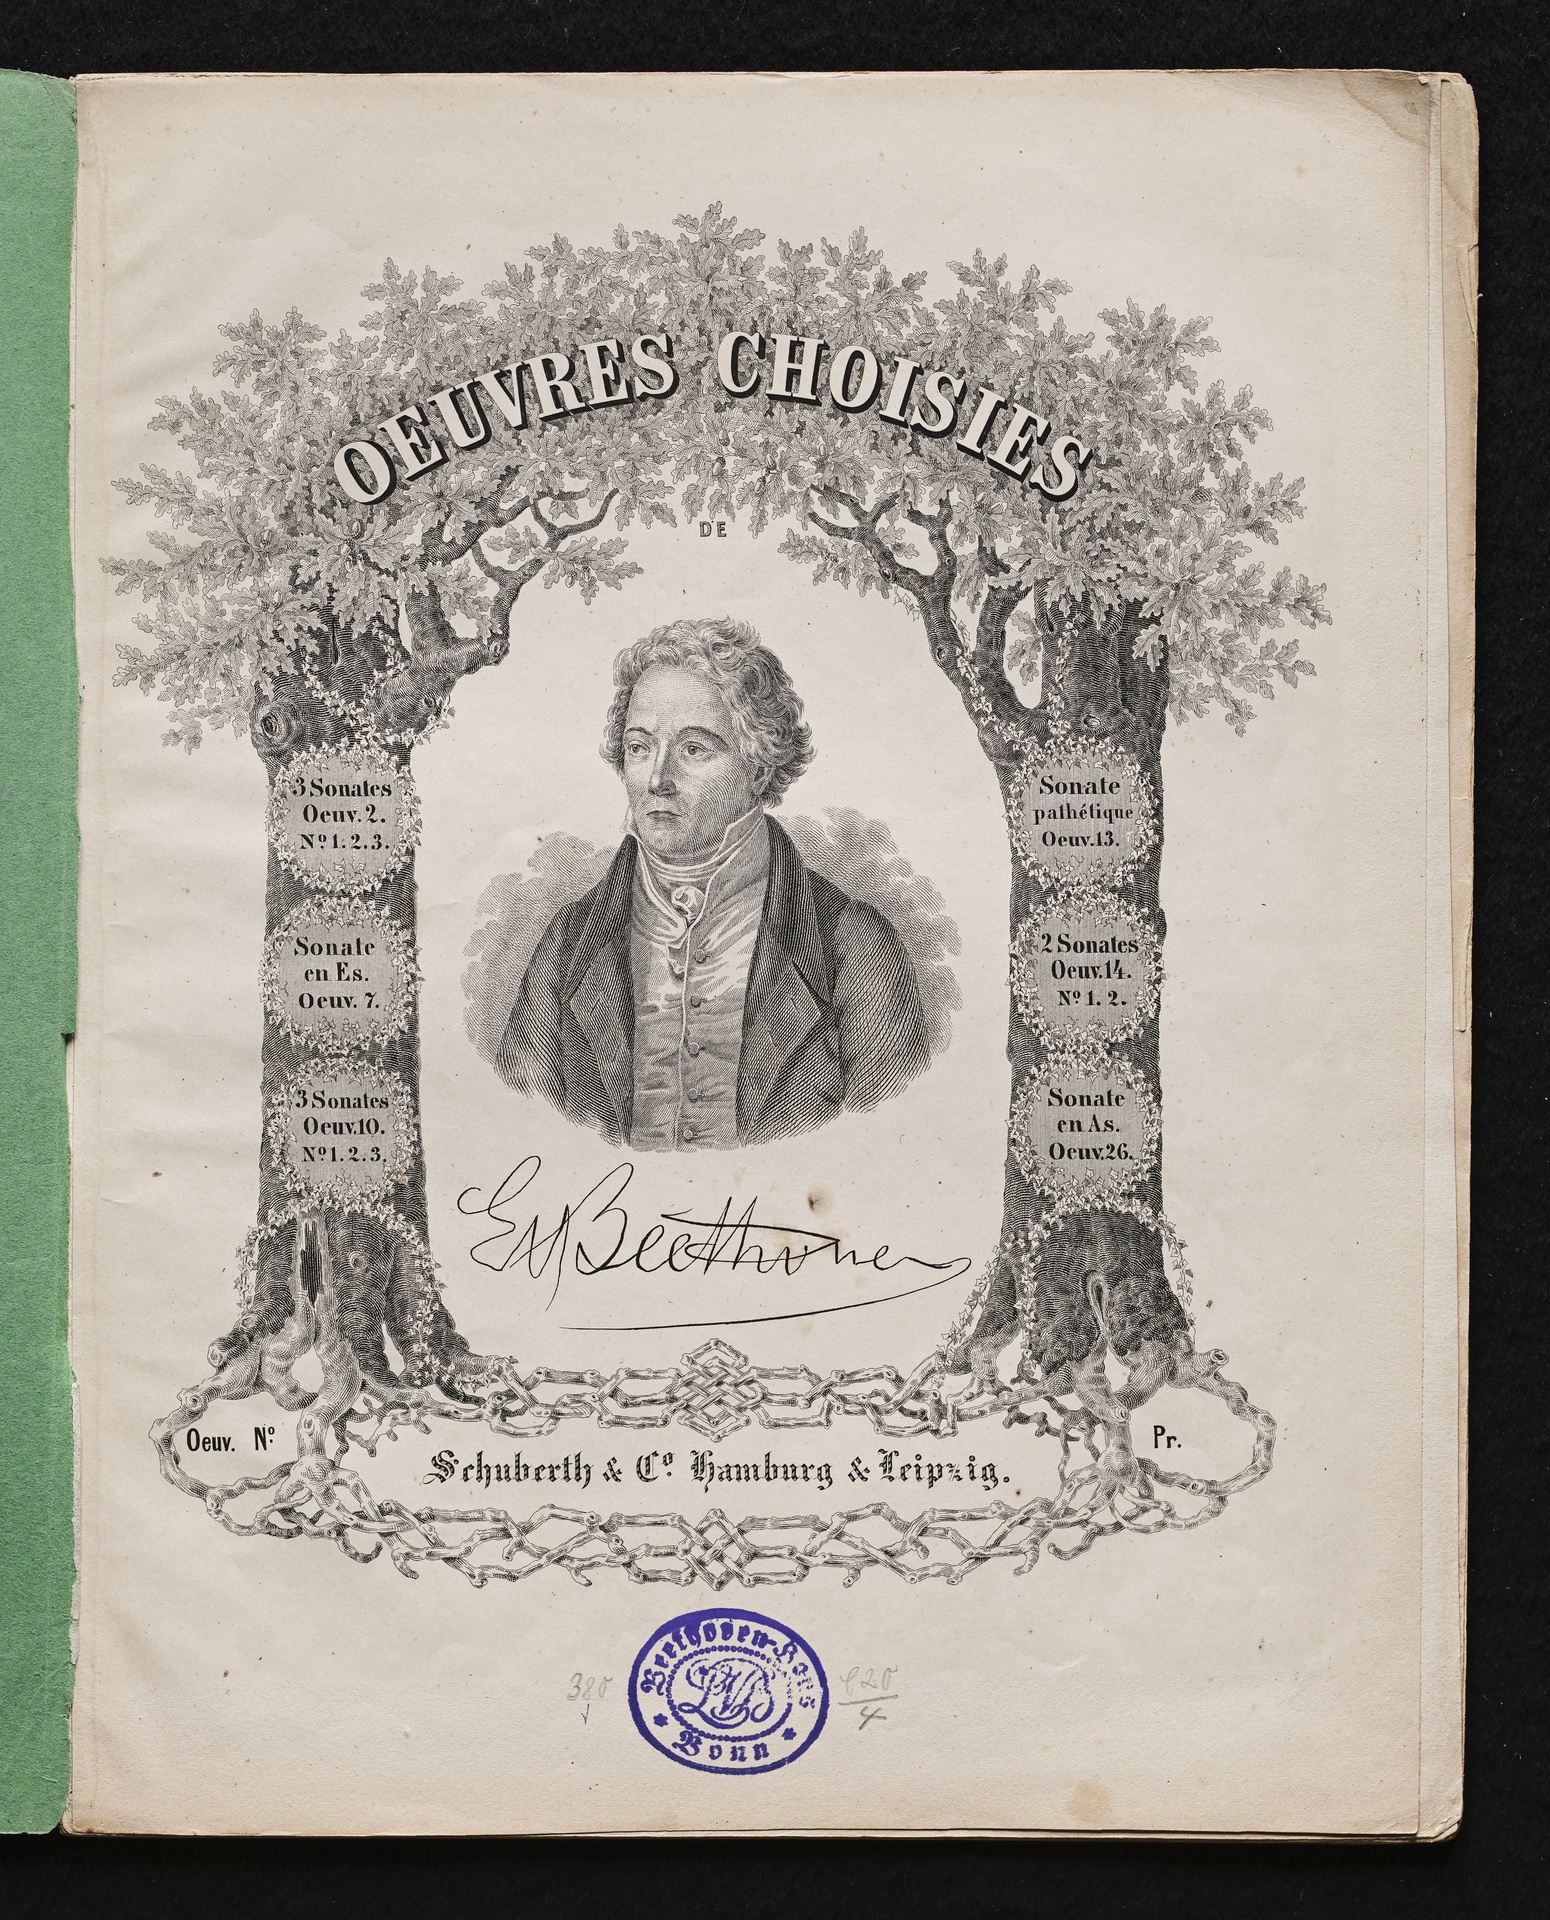 OEUVRES CHOISIES
DE
3 Sonates
Oeuv. 2.
Nº 1. 2. 3.
Sonate
en Es.
Oeuv. 7.
3 Sonates
Oeuv. 10.
Nº 1. 2. 3.
Sonate
pathétique
Oeuv. 13.
2 Sonates
Oeuv. 14.
Nº 1. 2.
Sonate
en As.
Oeuv. 26.
Beethoven
Oeuv. Nº
Pr.
Schuberth & Cº Hamburg & Leipzig.
Beethoven-Haus
Bonn
4